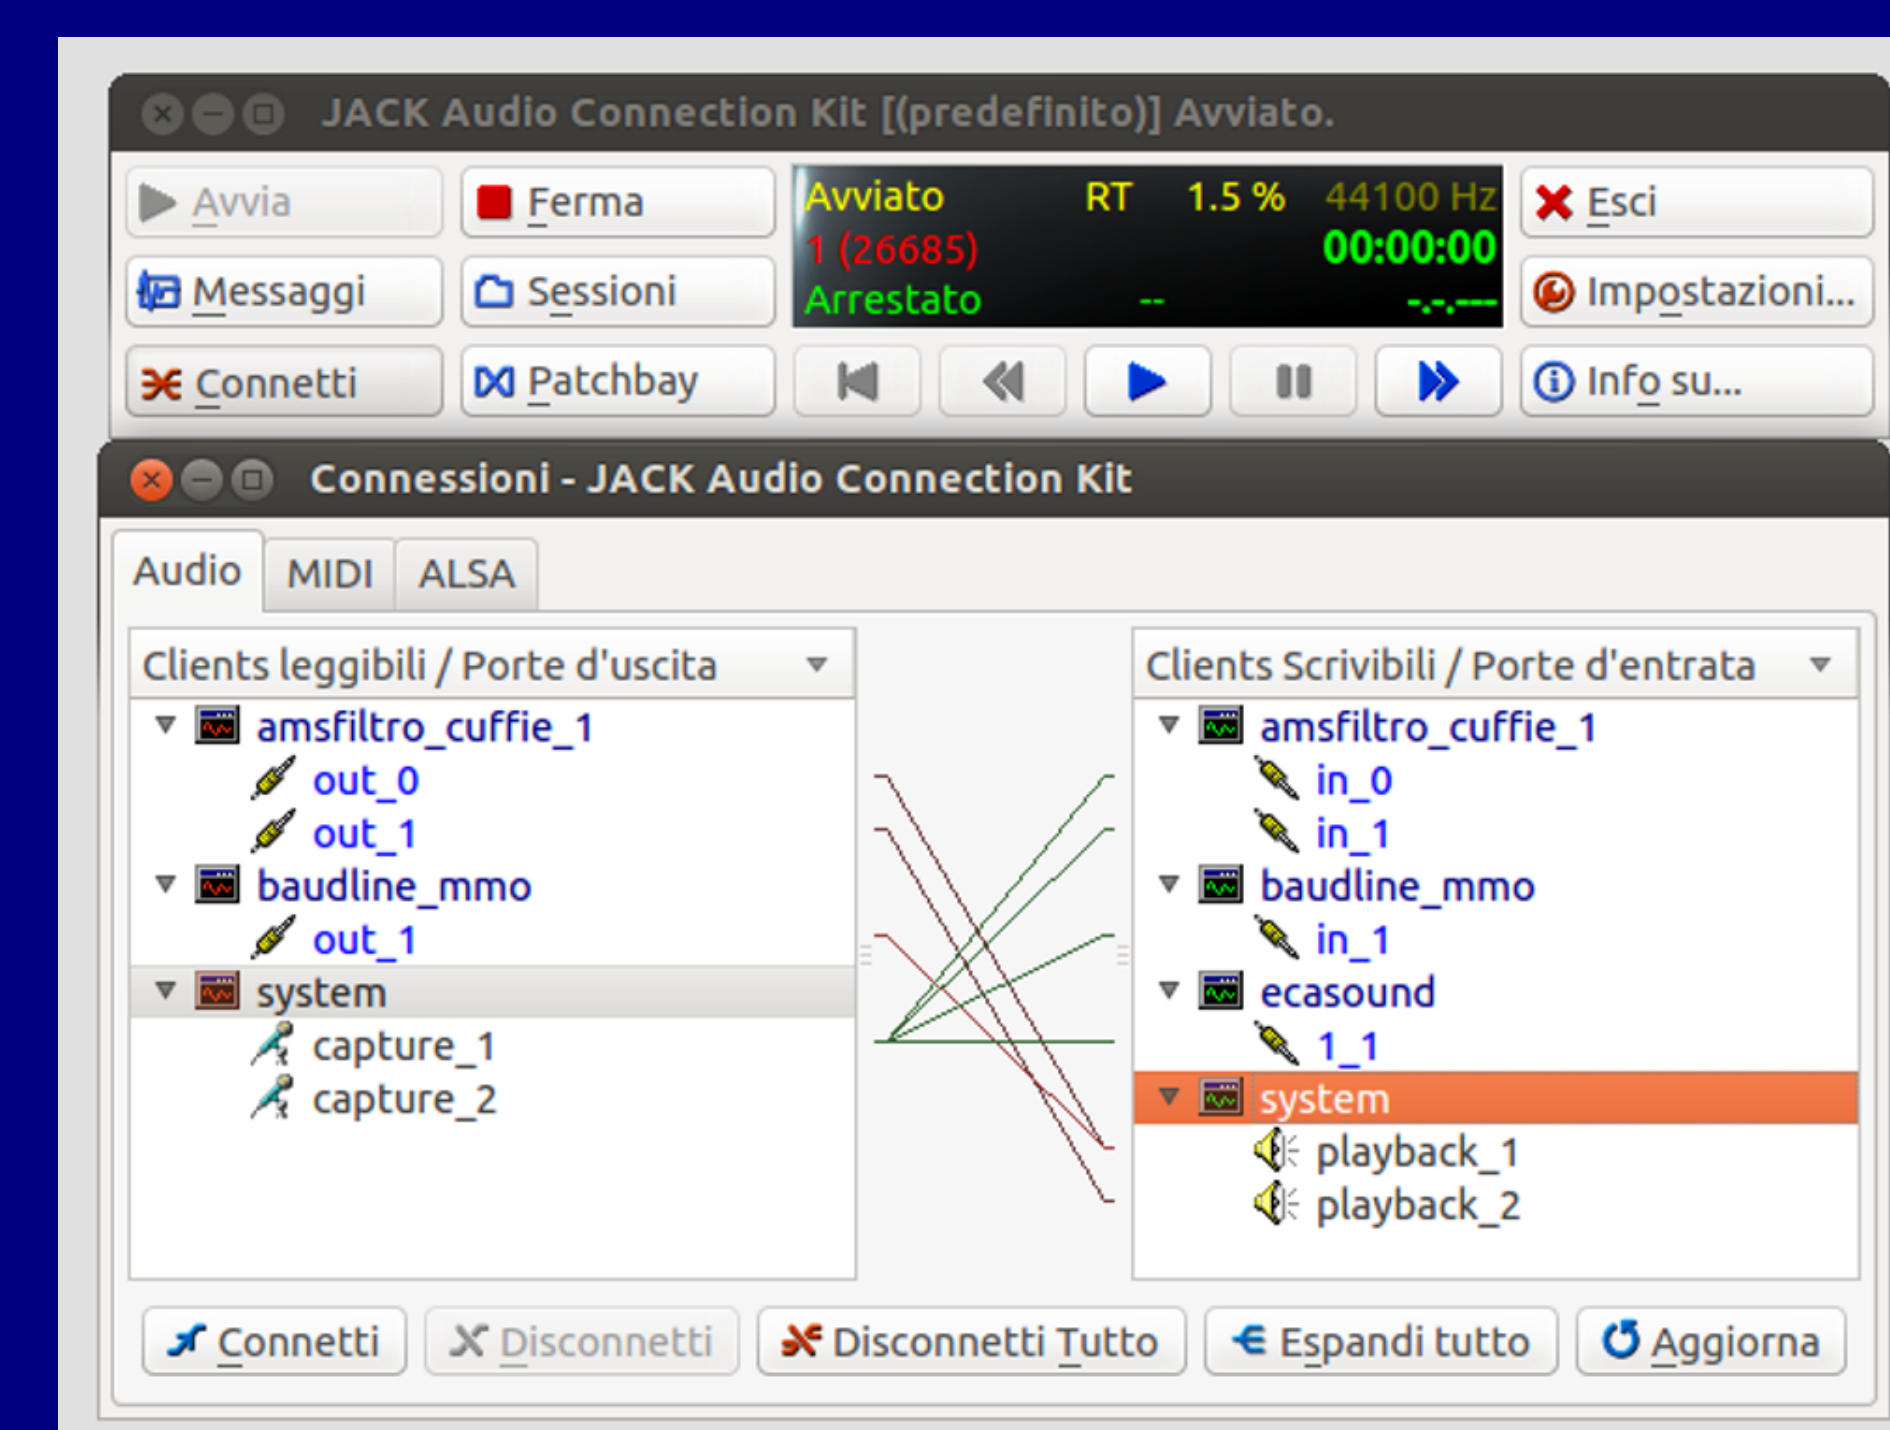 JACK Audio Connection Kit [(predefinito)] Avviato.
Avvia
Ferma
Avviato RT 1.5 % 44100 Hz
Esci
1 (26685) 00:00:00
Messaggi
Sessioni
Arrestato -- -.-.---
Impostazioni...
Connetti
Patchbay
Info su...
Connessioni - JACK Audio Connection Kit
Audio MIDI ALSA
Clients leggibili / Porte d'uscita
amsfiltro_cuffie_1
out_0
out_1
baudline_mmo
out_1
system
capture_1
capture_2
Clients Scrivibili / Porte d'entrata
amsfiltro_cuffie_1
in_0
in_1
baudline_mmo
in_1
ecasound
1_1
system
playback_1
playback_2
Connetti
Disconnetti
Disconnetti Tutto
Espandi tutto
Aggiorna